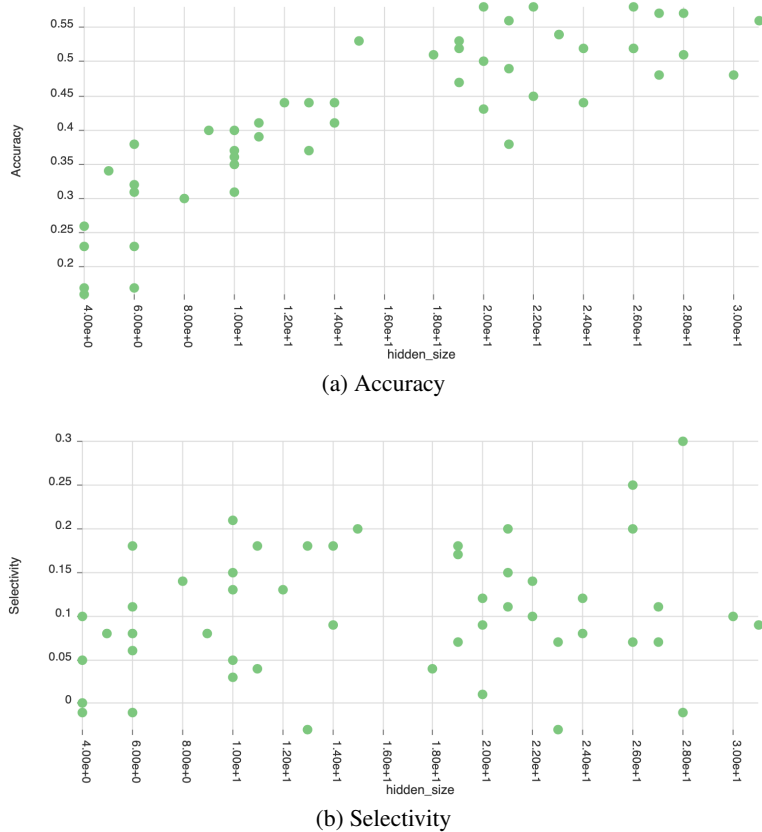 0.55
0.5
0.45
0.4
0.35
0.3
0.25
0.2
Accuracy
4.00e+0
6.00e+0
8.00e+0
1.00e+1
1.20e+1
1.40e+1
1.60e+1
1.80e+1
2.00e+1
2.20e+1
2.40e+1
2.60e+1
2.80e+1
3.00e+1
hidden_size
(a) Accuracy
0.3
0.25
0.2
0.15
0.1
0.05
0
Selectivity
4.00e+0
6.00e+0
8.00e+0
1.00e+1
1.20e+1
1.40e+1
1.60e+1
1.80e+1
2.00e+1
2.20e+1
2.40e+1
2.60e+1
2.80e+1
3.00e+1
hidden_size
(b) Selectivity